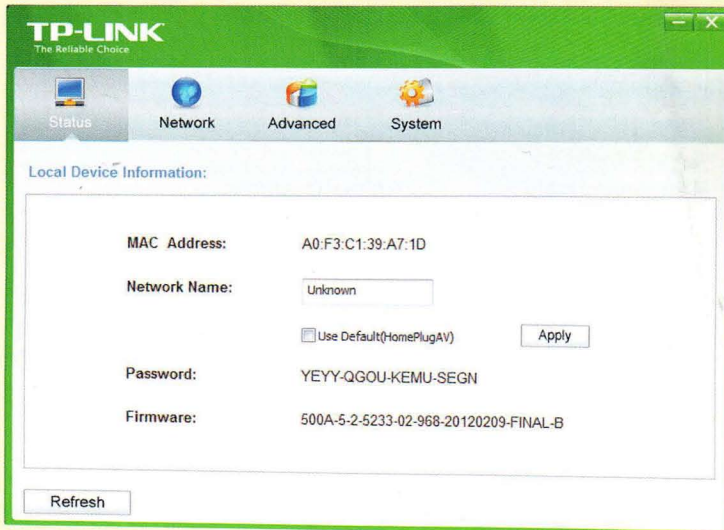 TP-LINK
The Reliable Choice
Status Network Advanced System
Local Device Information:
MAC Address: A0:F3:C1:39:A7:1D
Network Name: Unknown
Use Default(HomePlugAV) Apply
Password: YEYY-QGOU-KEMU-SEGN
Firmware: 500A-5-2-5233-02-968-20120209-FINAL-B
Refresh